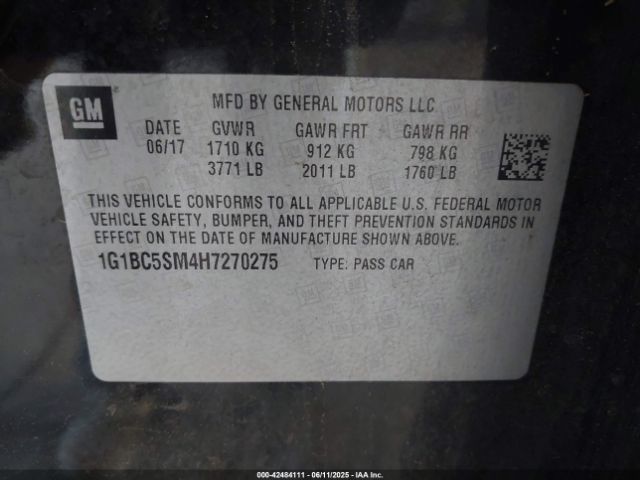 GM
MFD BY GENERAL MOTORS LLC
DATE GVWR GAWR FRT GAWR RR
06/17 1710 KG 912 KG 798 KG
3771 LB 2011 LB 1760 LB
THIS VEHICLE CONFORMS TO ALL APPLICABLE U.S. FEDERAL MOTOR
VEHICLE SAFETY, BUMPER, AND THEFT PREVENTION STANDARDS IN
EFFECT ON THE DATE OF MANUFACTURE SHOWN ABOVE.
1G1BC5SM4H7270275 TYPE: PASS CAR
000-42484111 - 06/11/2025 - IAA Inc.